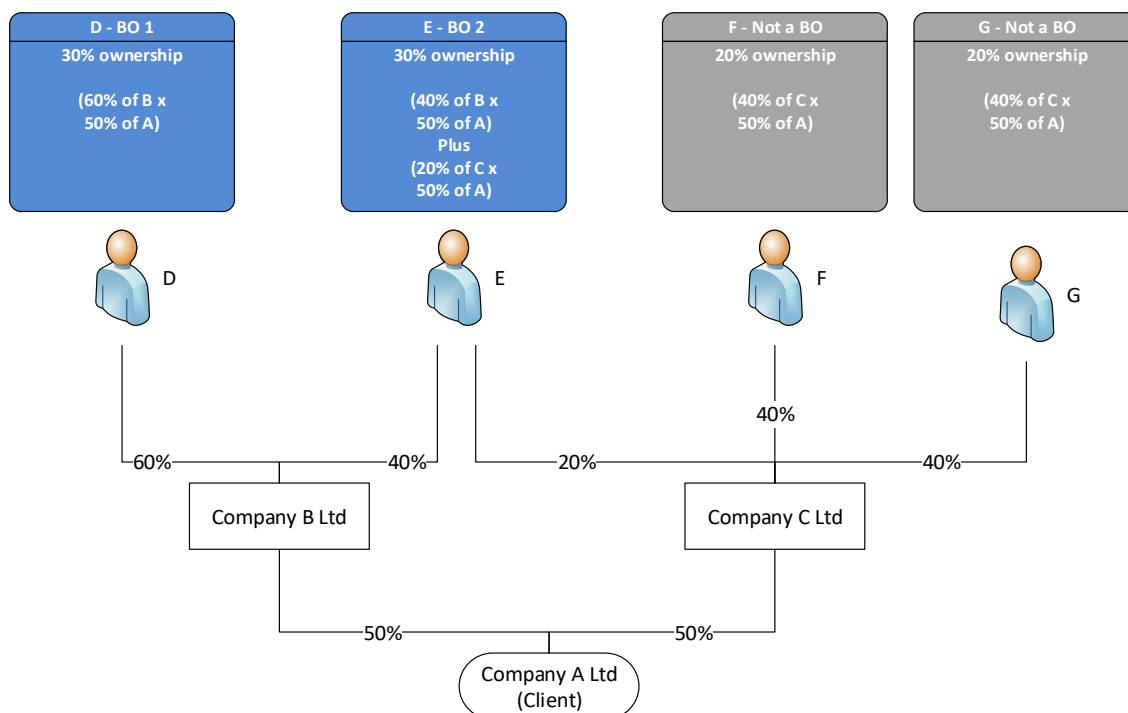 D - BO 1
30% ownership
(60% of B x
50% of A)
E - BO 2
30% ownership
(40% of B x
50% of A)
Plus
(20% of C x
50% of A)
F - Not a BO
20% ownership
(40% of C x
50% of A)
G - Not a BO
20% ownership
(40% of C x
50% of A)
D
E
F
G
40%
60%
40%
20%
40%
Company B Ltd
Company C Ltd
50%
50%
Company A Ltd
(Client)